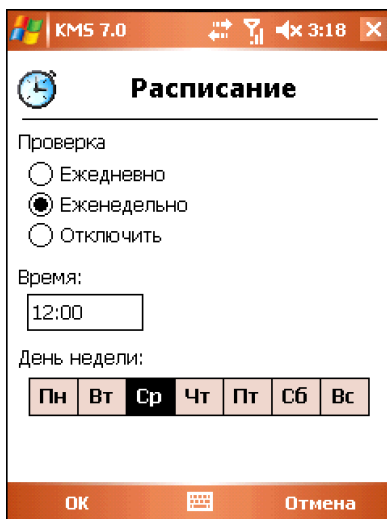 KMS 7.0 3:18
Расписание
Проверка
Ежедневно
Еженедельно
Отключить
Время:
12:00
День недели:
Пн Вт Ср Чт Пт Сб Вс
ОК Отмена